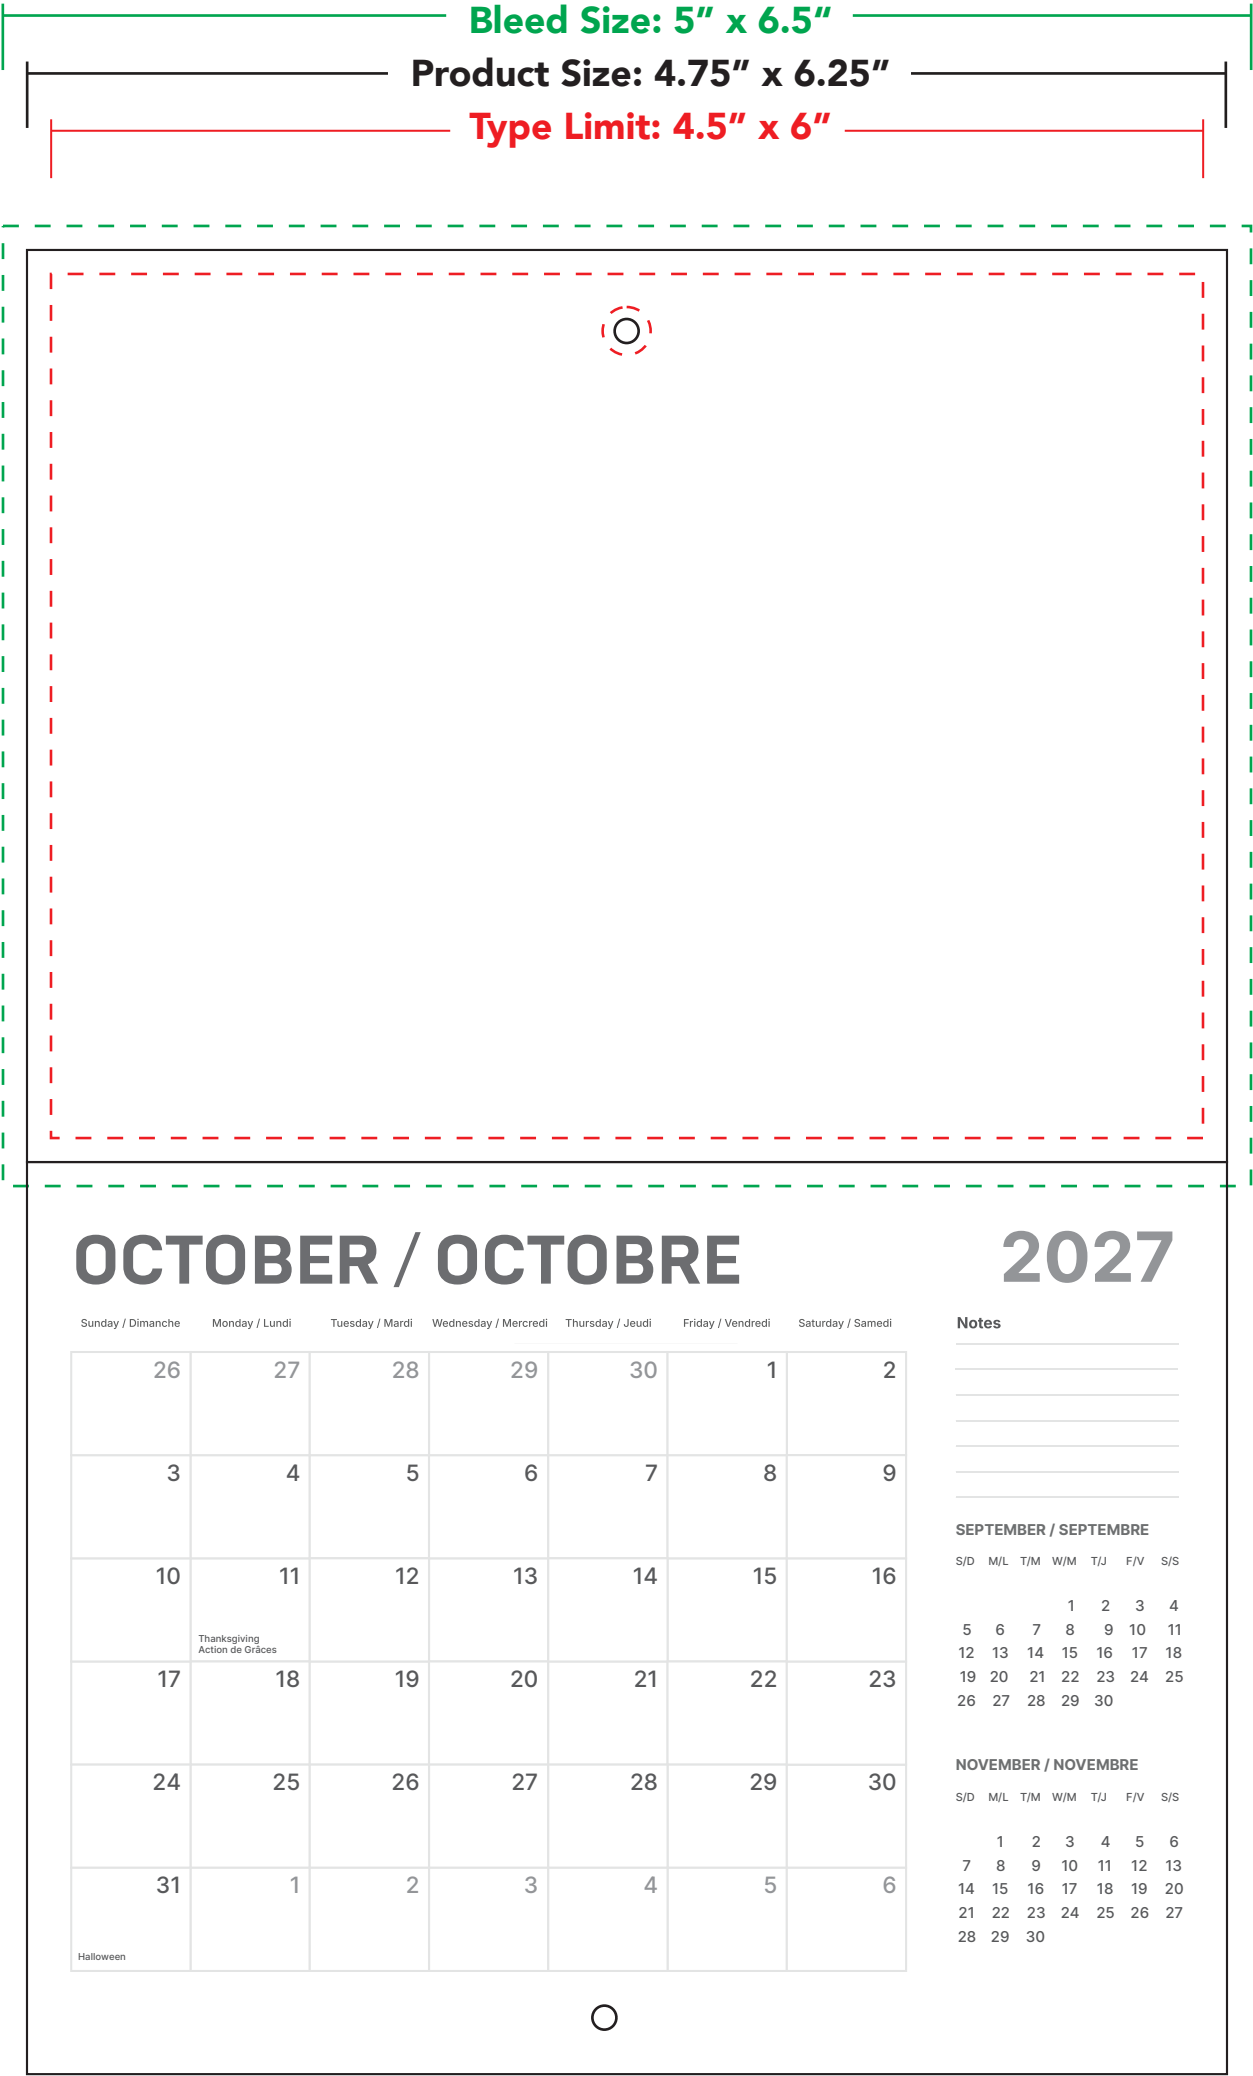 Bleed Size: 5” x 6.5”
Product Size: 4.75” x 6.25”
Type Limit: 4.5” x 6”
OCTOBER / OCTOBRE 2027
Sunday / Dimanche Monday / Lundi Tuesday / Mardi Wednesday / Mercredi Thursday / Jeudi Friday / Vendredi Saturday / Samedi
26 27 28 29 30 1 2
3 4 5 6 7 8 9
10 11 12 13 14 15 16
Thanksgiving
Action de Grâces
17 18 19 20 21 22 23
24 25 26 27 28 29 30
31 1 2 3 4 5 6
Halloween
Notes
SEPTEMBER / SEPTEMBRE
S/D M/L T/M W/M T/J F/V S/S
1 2 3 4
5 6 7 8 9 10 11
12 13 14 15 16 17 18
19 20 21 22 23 24 25
26 27 28 29 30
NOVEMBER / NOVEMBRE
S/D M/L T/M W/M T/J F/V S/S
1 2 3 4 5 6
7 8 9 10 11 12 13
14 15 16 17 18 19 20
21 22 23 24 25 26 27
28 29 30